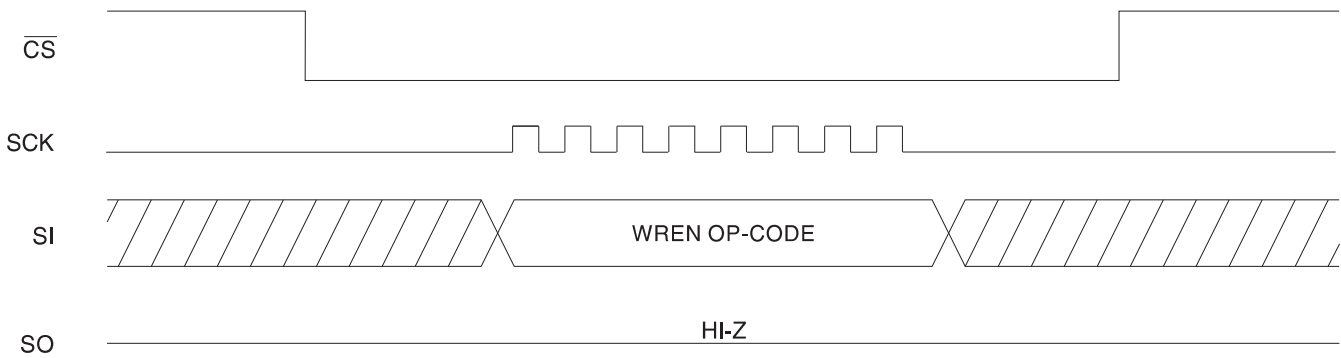 CS
SCK
SI
WREN OP-CODE
SO
HI-Z